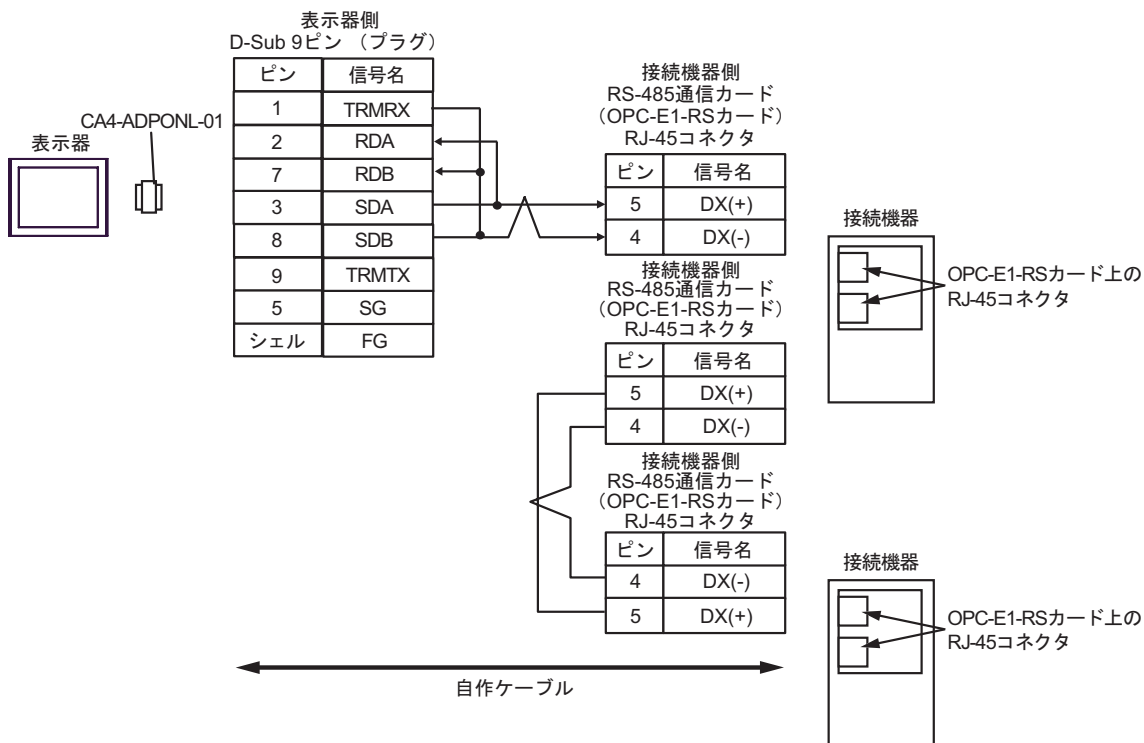 表示器側
D-Sub 9ピン （プラグ）
ピン 信号名
1 TRMRX
2 RDA
7 RDB
3 SDA
8 SDB
9 TRMTX
5 SG
シェル FG
CA4-ADPONL-01
表示器
接続機器側
RS-485通信カード
（OPC-E1-RSカード）
RJ-45コネクタ
ピン 信号名
5 DX(+)
4 DX(-)
接続機器側
RS-485通信カード
（OPC-E1-RSカード）
RJ-45コネクタ
ピン 信号名
5 DX(+)
4 DX(-)
接続機器側
RS-485通信カード
（OPC-E1-RSカード）
RJ-45コネクタ
ピン 信号名
4 DX(-)
5 DX(+)
接続機器
OPC-E1-RSカード上の
RJ-45コネクタ
接続機器
OPC-E1-RSカード上の
RJ-45コネクタ
自作ケーブル